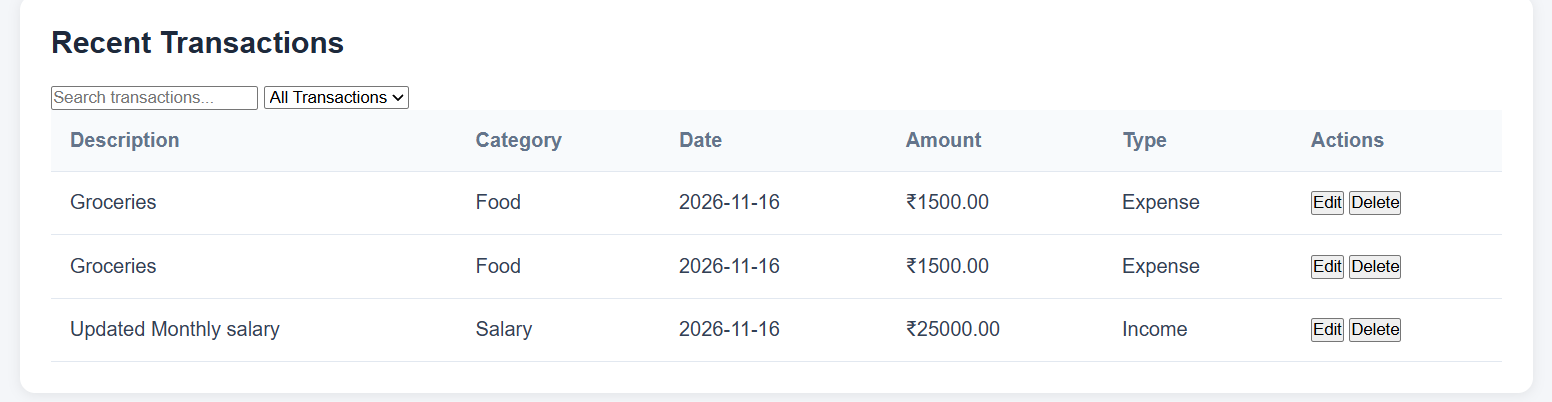 Recent Transactions
Search transactions... All Transactions
Description Category Date Amount Type Actions
Groceries Food 2026-11-16 ₹1500.00 Expense Edit Delete
Groceries Food 2026-11-16 ₹1500.00 Expense Edit Delete
Updated Monthly salary Salary 2026-11-16 ₹25000.00 Income Edit Delete